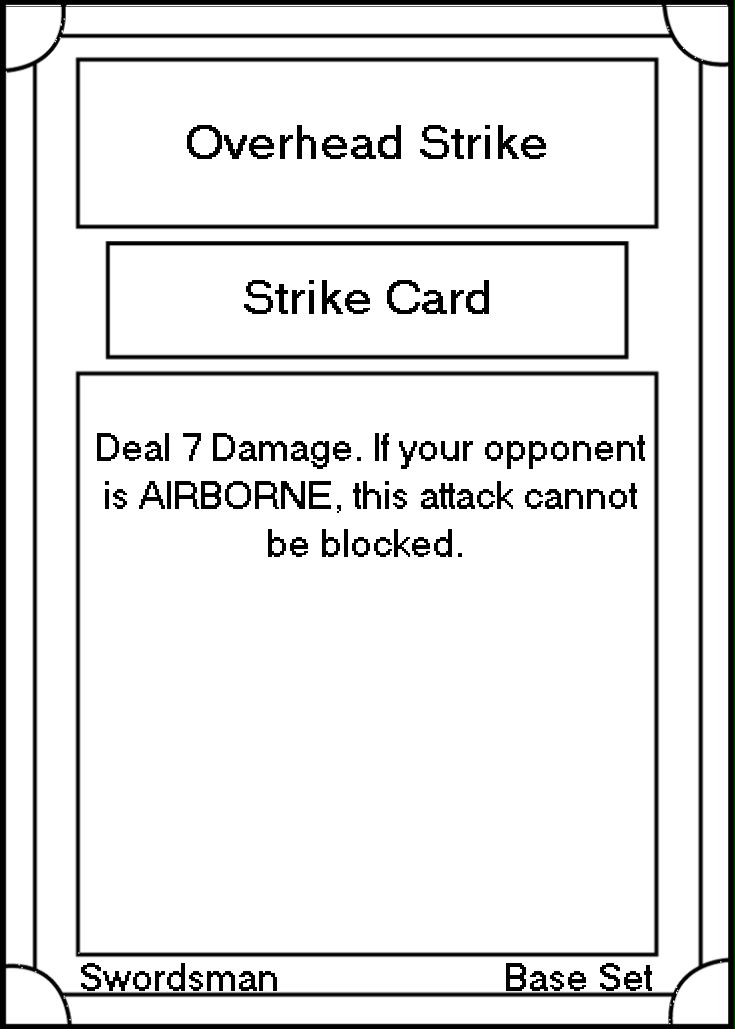 Overhead Strike
Strike Card
Deal 7 Damage. If your opponent
is AIRBORNE, this attack cannot
be blocked.
Swordsman
Base Set